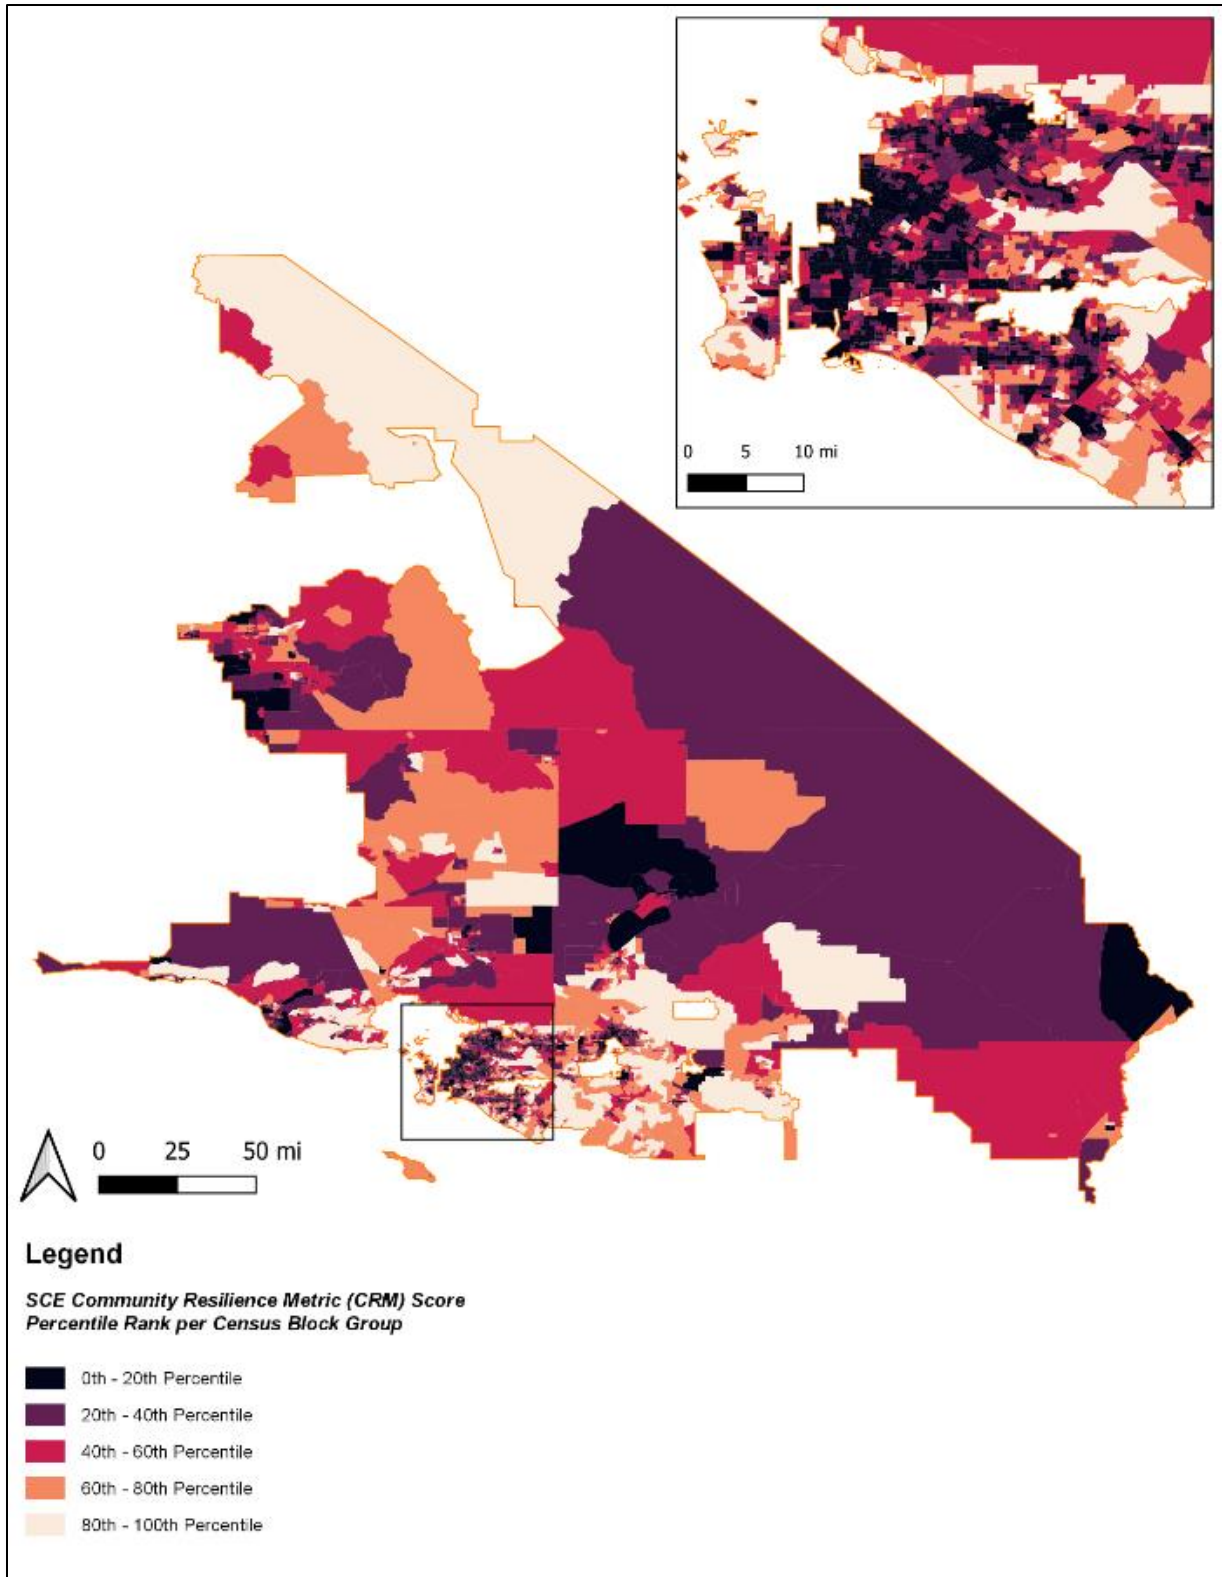 0 5 10 mi
0 25 50 mi
Legend
SCE Community Resilience Metric (CRM) Score
Percentile Rank per Census Block Group
0th - 20th Percentile
20th - 40th Percentile
40th - 60th Percentile
60th - 80th Percentile
80th - 100th Percentile